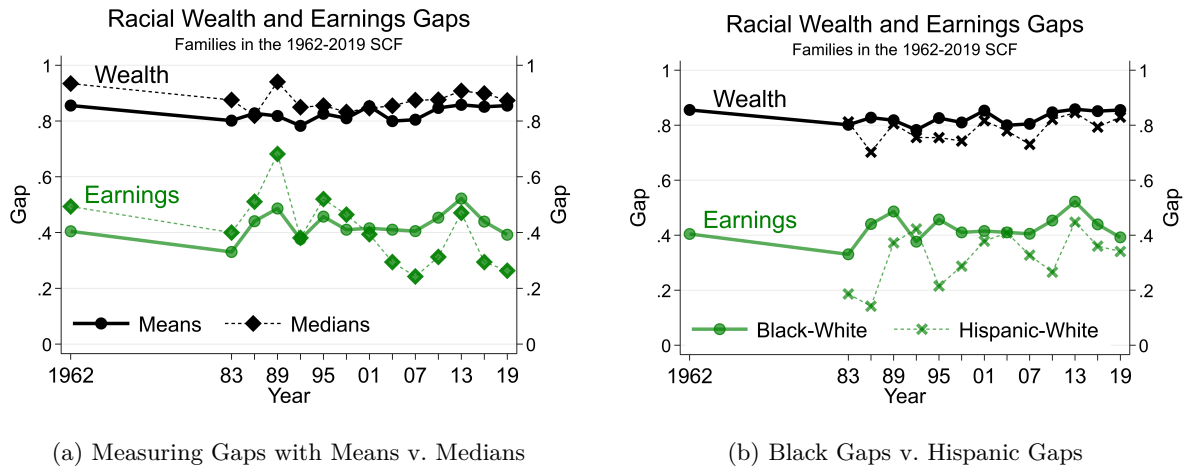 Racial Wealth and Earnings Gaps
Families in the 1962-2019 SCF
Gap
1
.8
.6
.4
.2
0
Wealth
Earnings
Means
Medians
1
.8
.6
.4
.2
0
Gap
1962 83 89 95 01 07 13 19
Year
(a) Measuring Gaps with Means v. Medians
Racial Wealth and Earnings Gaps
Families in the 1962-2019 SCF
Gap
1
.8
.6
.4
.2
0
Wealth
Earnings
Black-White
Hispanic-White
1
.8
.6
.4
.2
0
Gap
1962 83 89 95 01 07 13 19
Year
(b) Black Gaps v. Hispanic Gaps